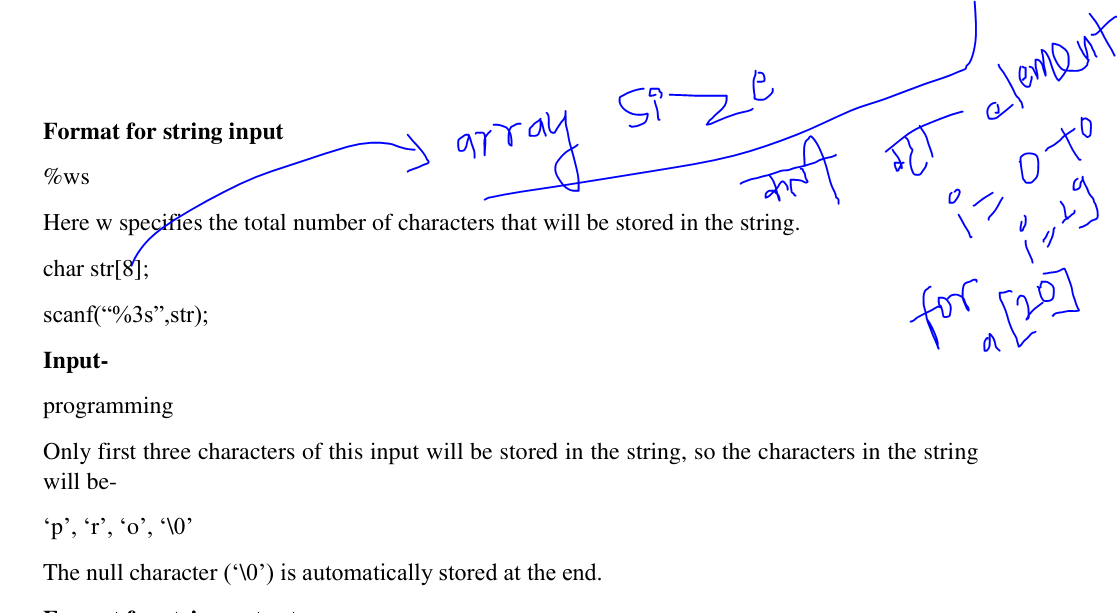 array size
element
i = 0 to
i = 19
for
a[20]
Format for string input
%ws
Here w specifies the total number of characters that will be stored in the string.
char str[8];
scanf(“%3s”,str);
Input-
programming
Only first three characters of this input will be stored in the string, so the characters in the string
will be-
‘p’, ‘r’, ‘o’, ‘\0’
The null character (‘\0’) is automatically stored at the end.